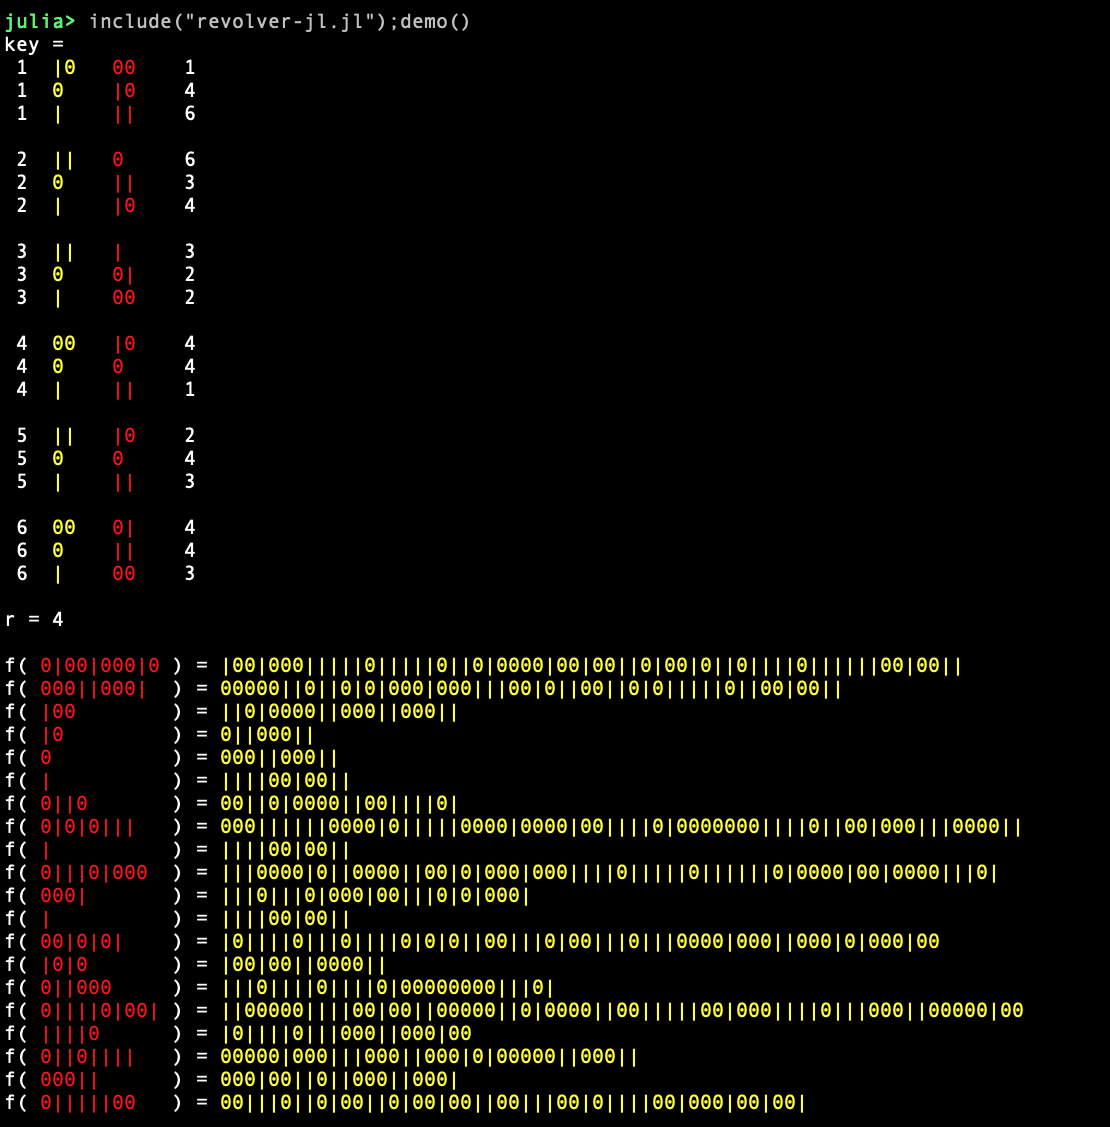 julia> include("revolver-jl.jl");demo()
key =
1 |0 00 1
1 0 |0 4
1 | || 6
2 || 0 6
2 0 || 3
2 | |0 4
3 || | 3
3 0 0| 2
3 | 00 2
4 00 |0 4
4 0 0 4
4 | || 1
5 || |0 2
5 0 0 4
5 | || 3
6 00 0| 4
6 0 || 4
6 | 00 3
r = 4
f( 0|00|000|0 ) = |00|000|||||0|||||0||0|0000|00|00||0|00|0||0||||0||||||00|00||
f( 000||000| ) = 00000||0||0|0|000|000|||00|0||00||0|0|||||0||00|00||
f( |00 ) = ||0|0000||000||000||
f( |0 ) = 0||000||
f( 0 ) = 000||000||
f( | ) = ||||00|00||
f( 0||0 ) = 00||0|0000||00||||0|
f( 0|0|0||| ) = 000||||||0000|0|||||0000|0000|00||||0|0000000||||0||00|000|||0000||
f( | ) = ||||00|00||
f( 0|||0|000 ) = |||0000|0||0000||00|0|000|000||||0|||||0||||||0|0000|00|0000|||0|
f( 000| ) = |||0|||0|000|00|||0|0|000|
f( | ) = ||||00|00||
f( 00|0|0| ) = |0||||0|||0||||0|0|0||00|||0|00|||0|||0000|000||000|0|000|00
f( |0|0 ) = |00|00||0000||
f( 0||000 ) = |||0||||0||||0|00000000|||0|
f( 0||||0|00| ) = ||00000||||00|00||00000||0|0000||00|||||00|000||||0|||000||00000|00
f( ||||0 ) = |0||||0|||000||000|00
f( 0||0|||| ) = 00000|000|||000||000|0|00000||000||
f( 000|| ) = 000|00||0||000||000|
f( 0|||||00 ) = 00|||0||0|00||0|00|00||00|||00|0||||00|000|00|00|